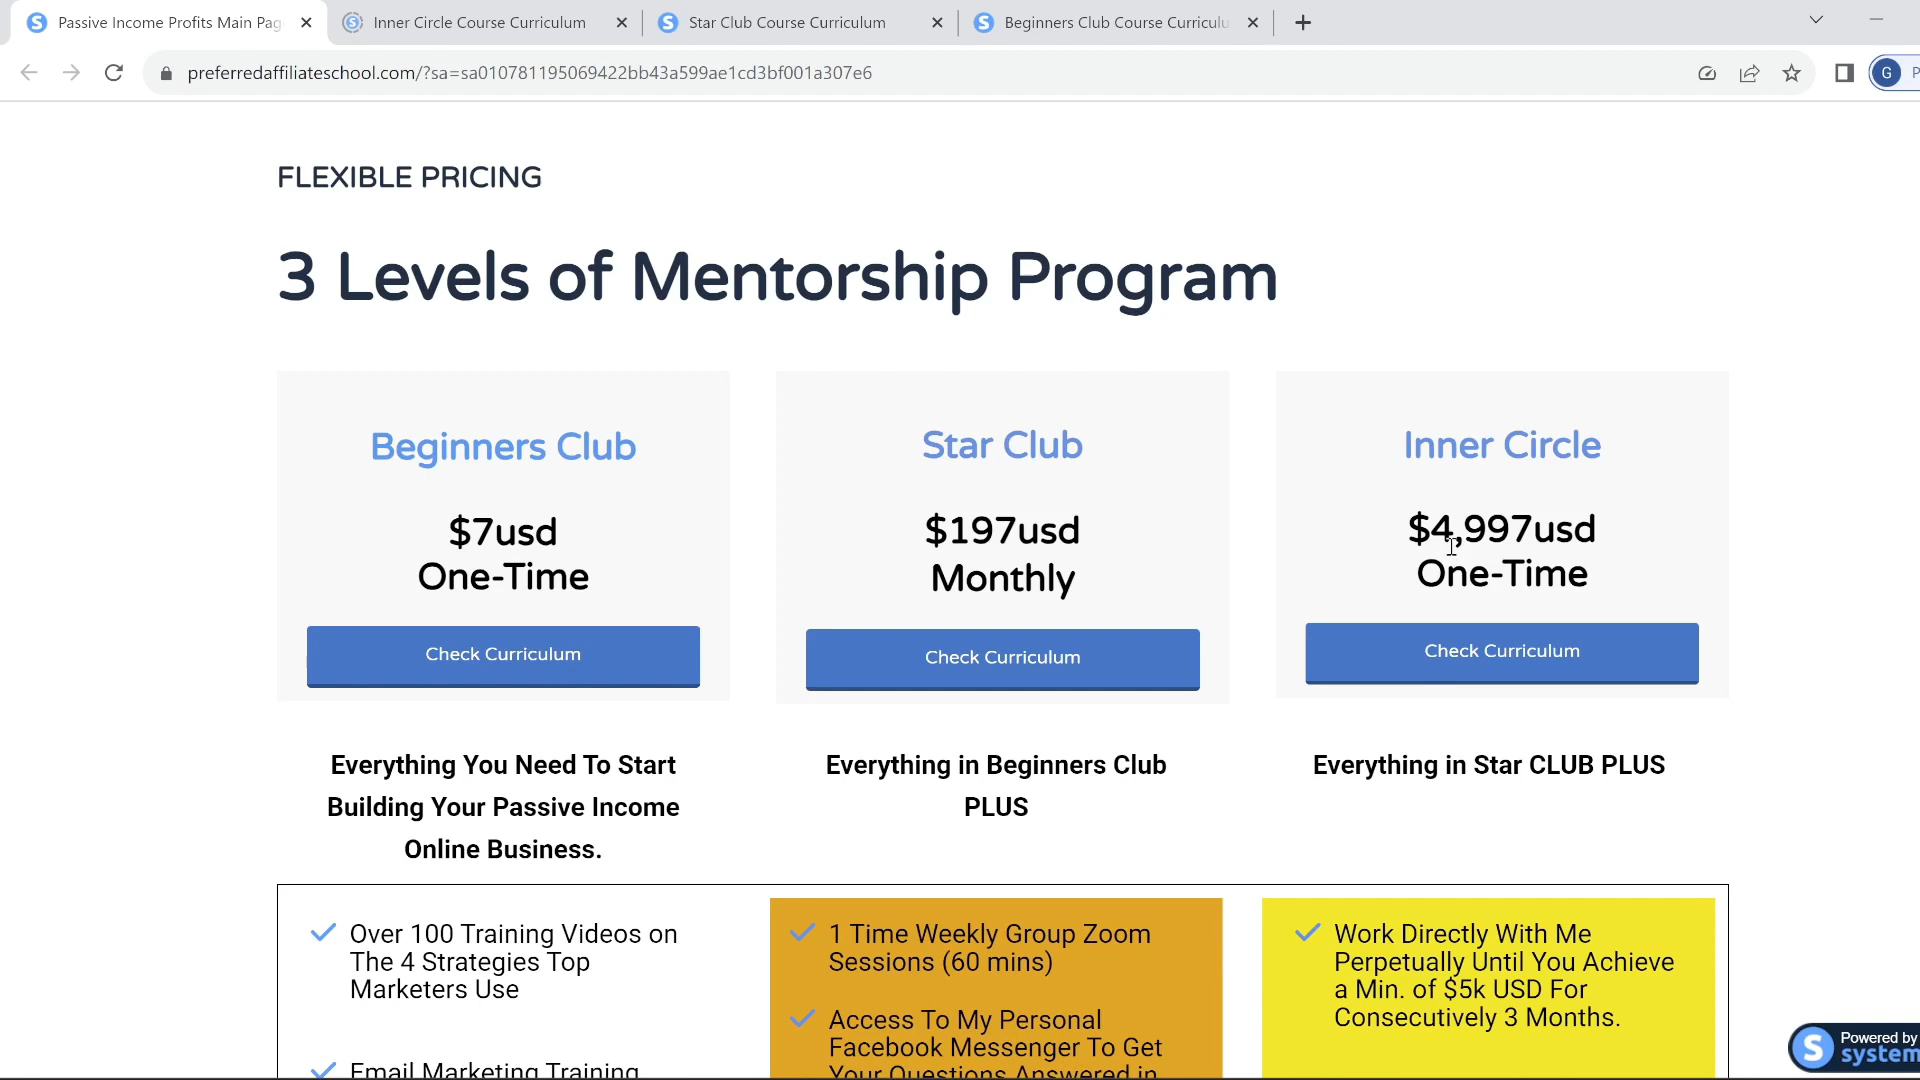 Passive Income Profits Main Pag
Inner Circle Course Curriculum
Star Club Course Curriculum
Beginners Club Course Curriculu
preferredaffiliateschool.com/?sa=sa010781195069422bb43a599ae1cd3bf001a307e6
G
P
FLEXIBLE PRICING
3 Levels of Mentorship Program
Beginners Club
$7usd
One-Time
Check Curriculum
Everything You Need To Start
Building Your Passive Income
Online Business.
Star Club
$197usd
Monthly
Check Curriculum
Everything in Beginners Club
PLUS
Inner Circle
$4,997usd
One-Time
Check Curriculum
Everything in Star CLUB PLUS
Over 100 Training Videos on
The 4 Strategies Top
Marketers Use
Email Marketing Training
1 Time Weekly Group Zoom
Sessions (60 mins)
Access To My Personal
Facebook Messenger To Get
Your Questions Answered in
Work Directly With Me
Perpetually Until You Achieve
a Min. of $5k USD For
Consecutively 3 Months.
Powered by
system